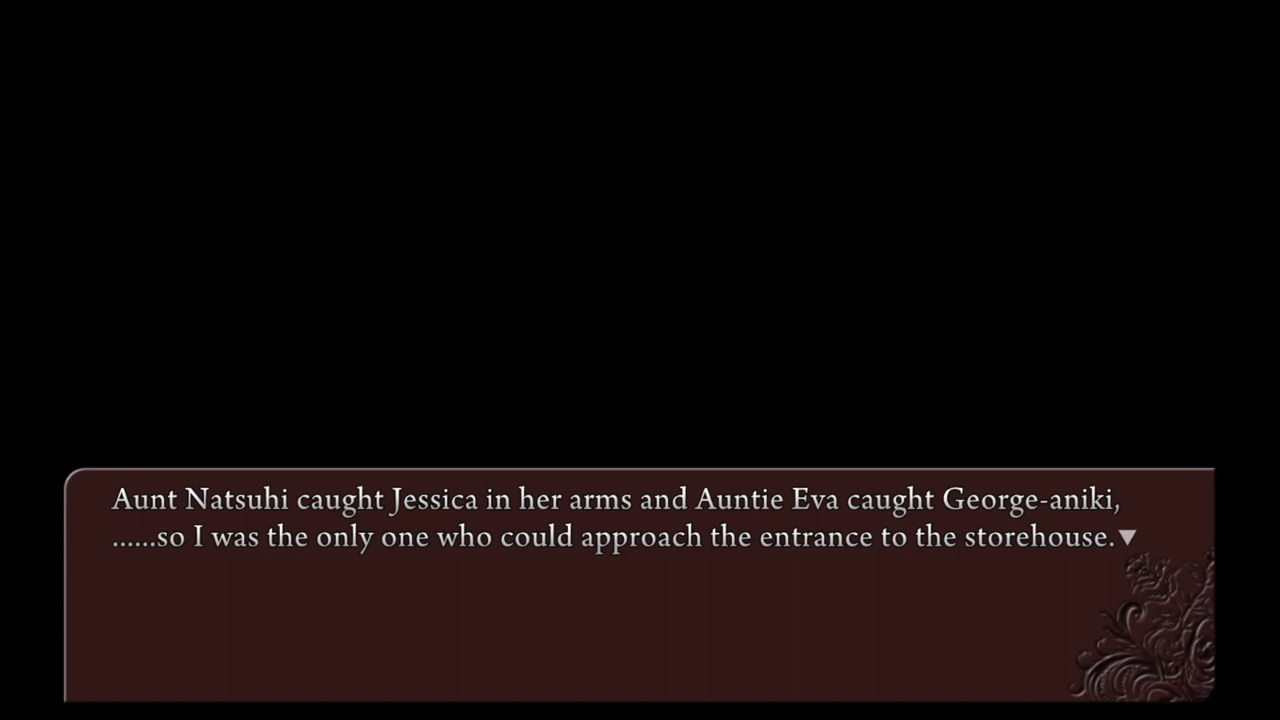 Aunt Natsuhi caught Jessica in her arms and Auntie Eva caught George-aniki,
......so I was the only one who could approach the entrance to the storehouse.